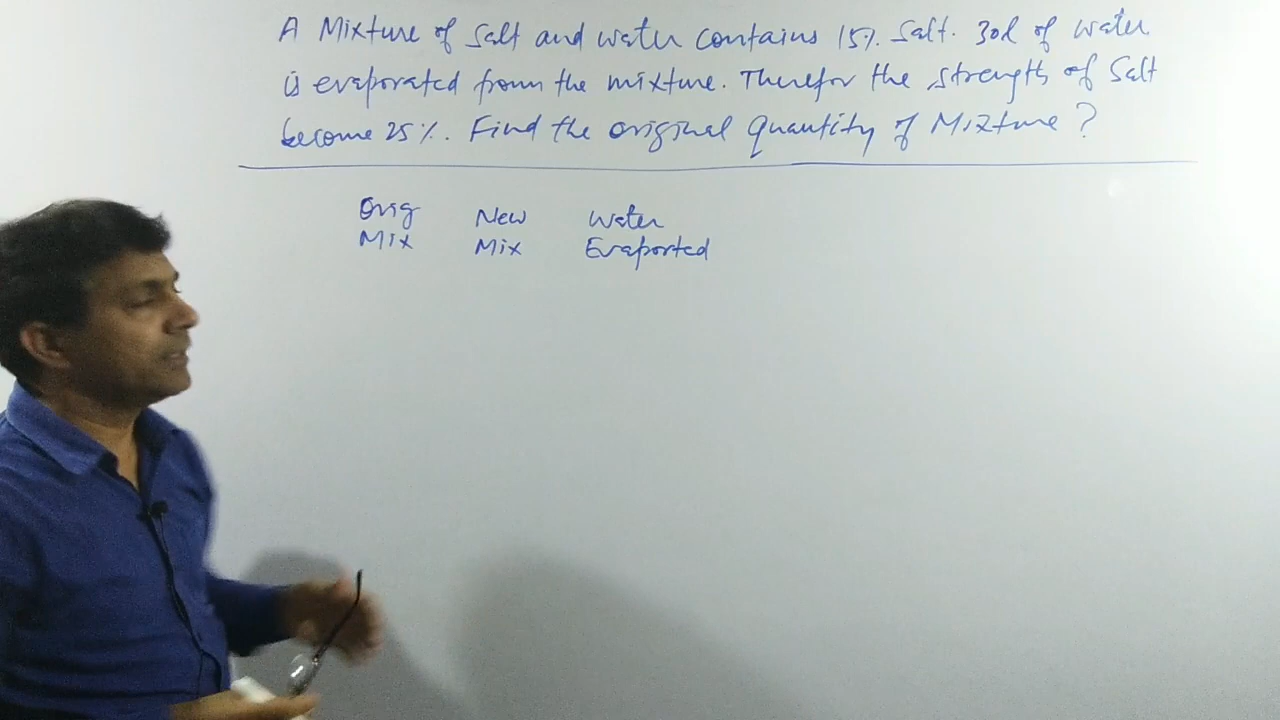 A Mixture of Salt and water contains 15%. Salt. 30l of water
is evaporated from the mixture. Therefor the strength of Salt
become 25%. Find the original Quantity of Mixture ?
Orig New Water
Mix Mix Evaported